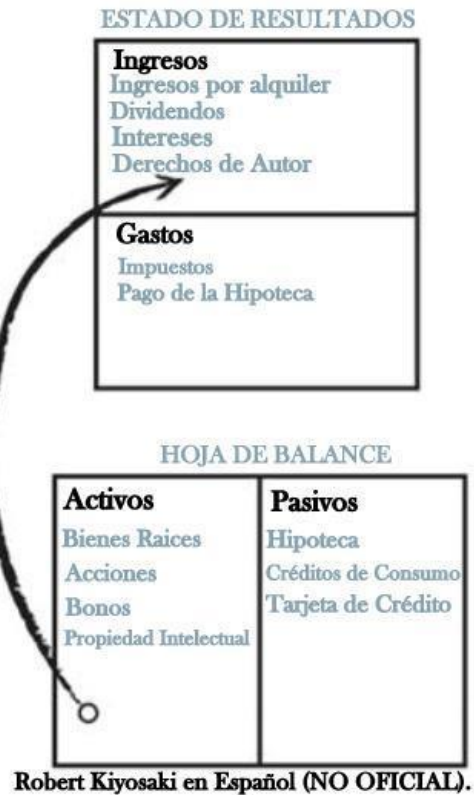 ESTADO DE RESULTADOS
Ingresos
Ingresos por alquiler
Dividendos
Intereses
Derechos de Autor
Gastos
Impuestos
Pago de la Hipoteca
HOJA DE BALANCE
Activos
Bienes Raices
Acciones
Bonos
Propiedad Intelectual
Pasivos
Hipoteca
Créditos de Consumo
Tarjeta de Crédito
Robert Kiyosaki en Español (NO OFICIAL).